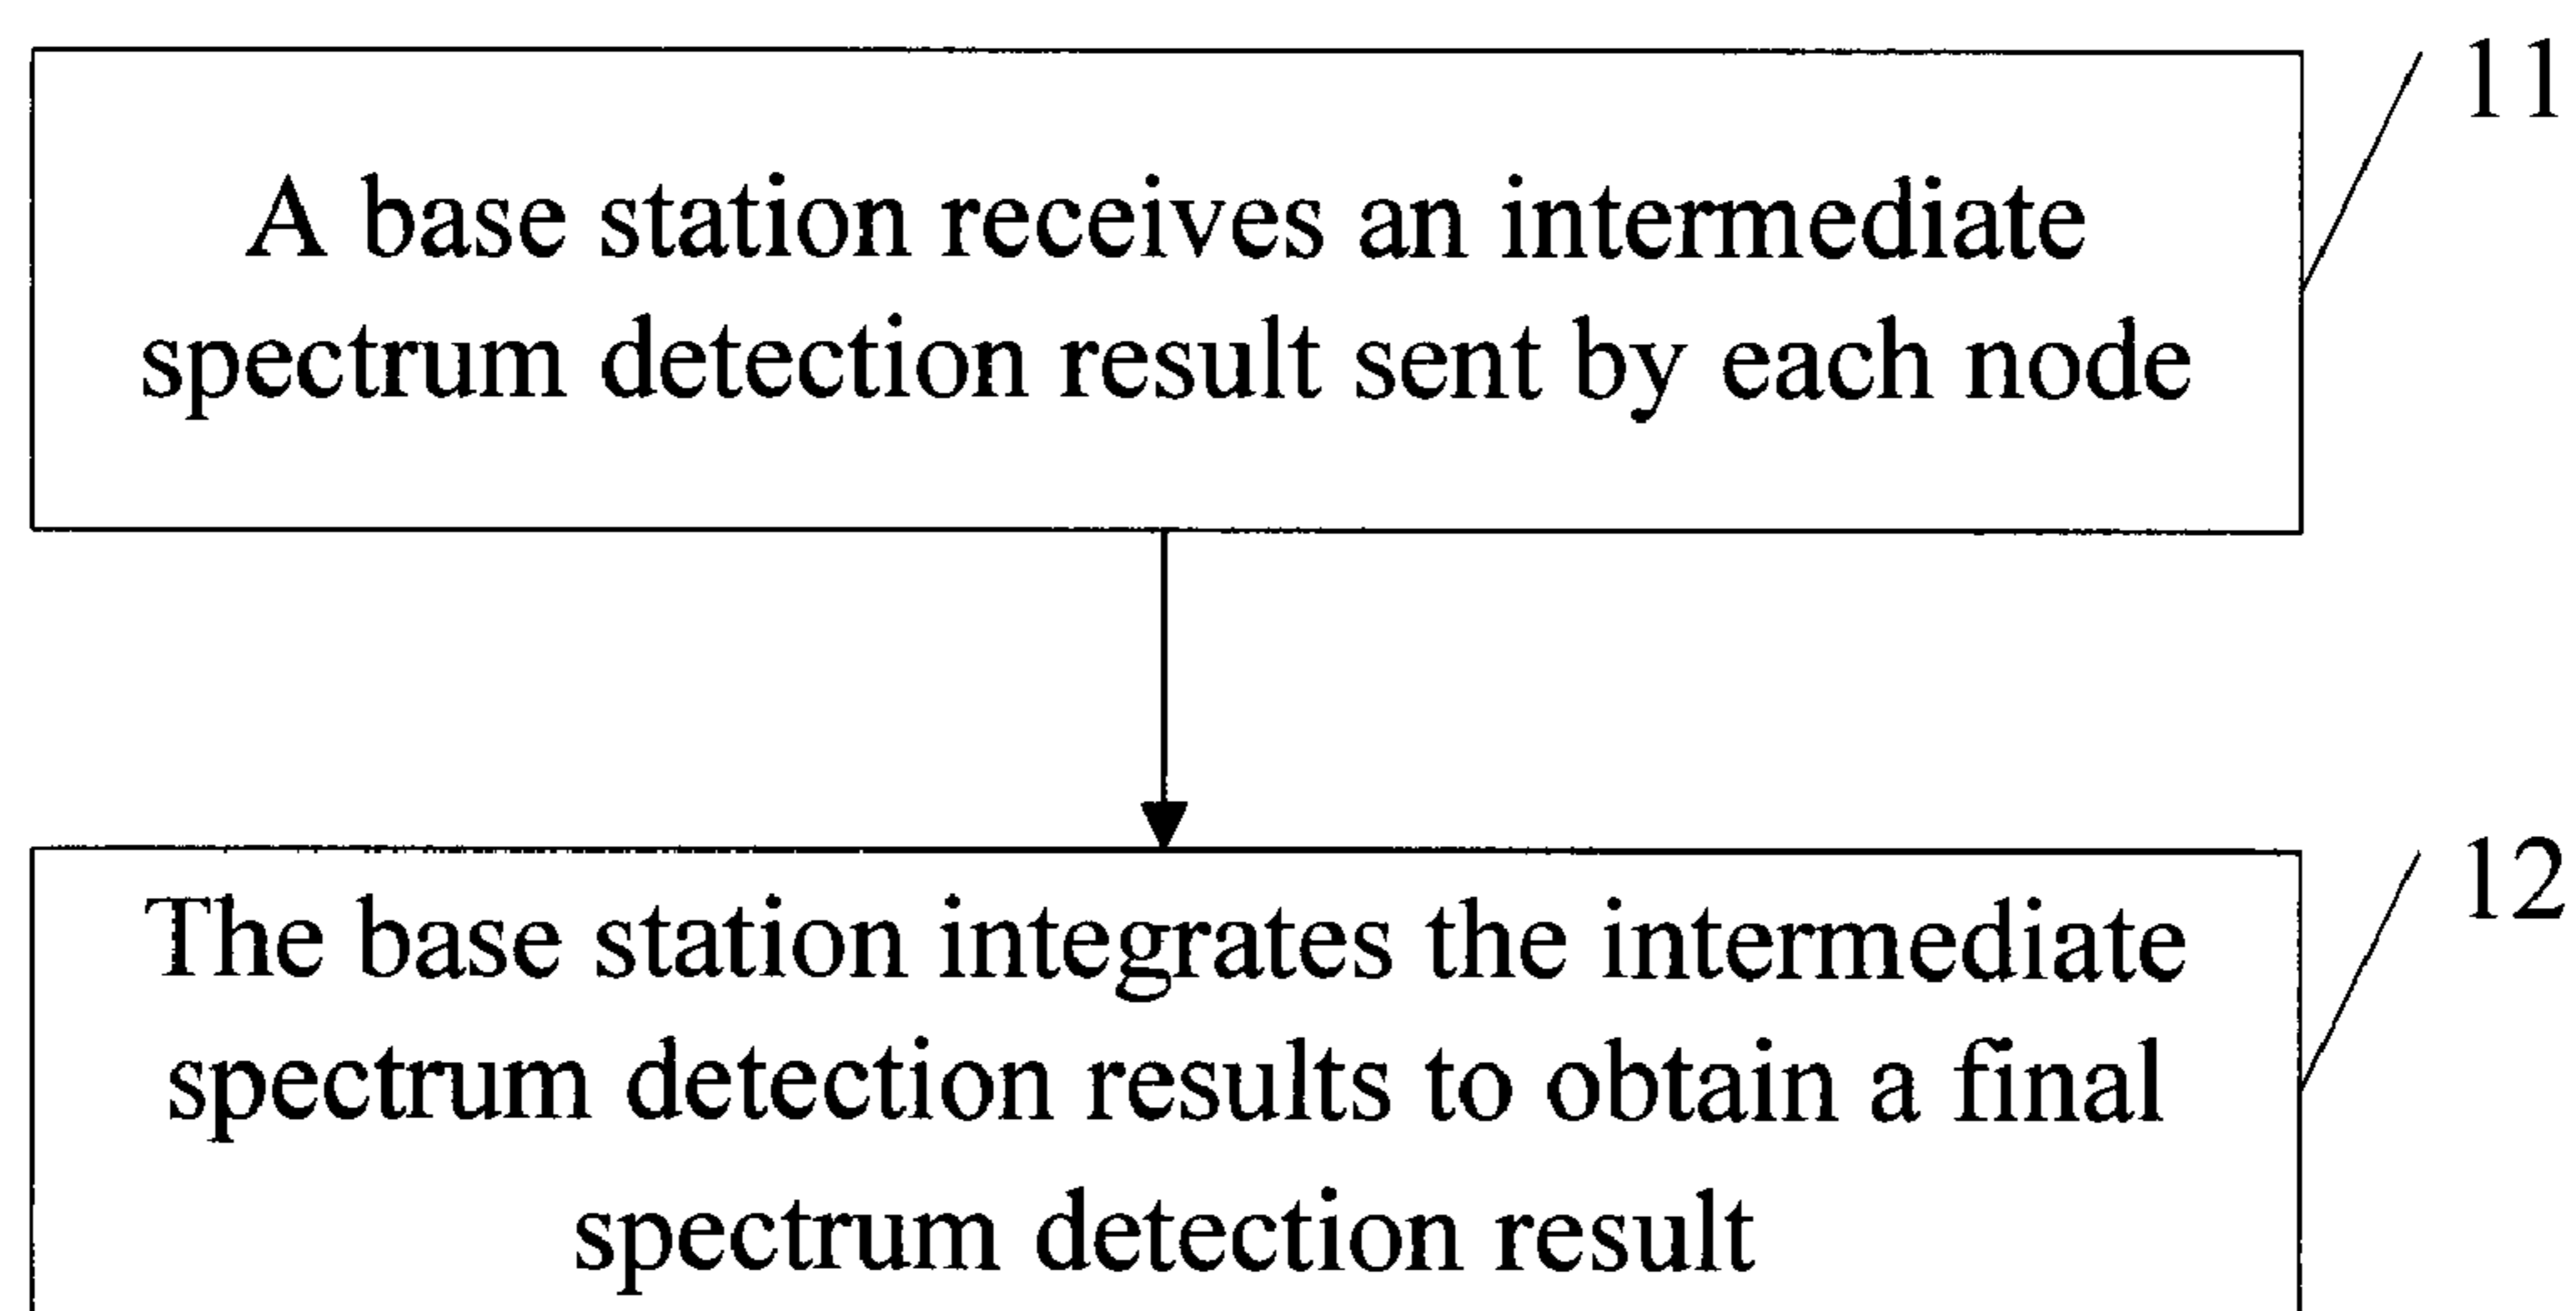 11
A base station receives an intermediate
spectrum detection result sent by each node
12
The base station integrates the intermediate
spectrum detection results to obtain a final
spectrum detection result